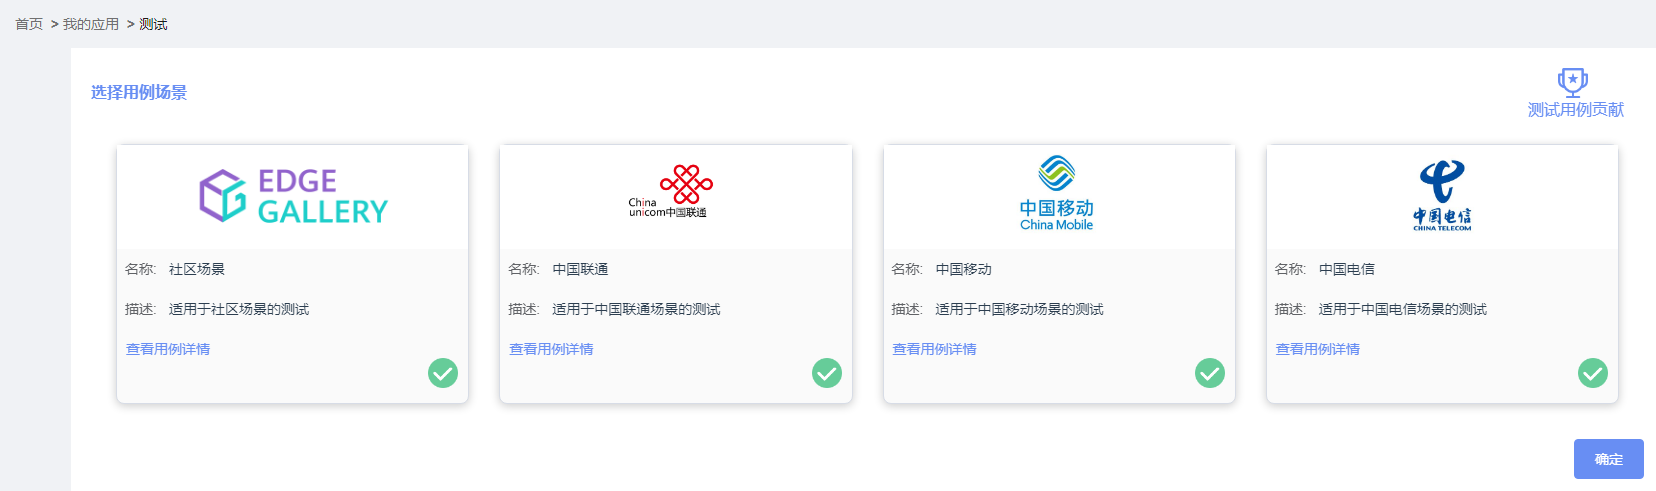 首页 > 我的应用 > 测试
选择用例场景
测试用例贡献
EDGE
GALLERY
名称: 社区场景
描述: 适用于社区场景的测试
查看用例详情
China
unicom中国联通
名称: 中国联通
描述: 适用于中国联通场景的测试
查看用例详情
中国移动
China Mobile
名称: 中国移动
描述: 适用于中国移动场景的测试
查看用例详情
中国电信
CHINA TELECOM
名称: 中国电信
描述: 适用于中国电信场景的测试
查看用例详情
确定